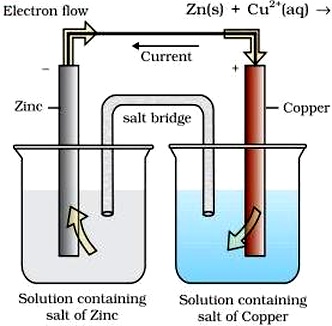 Electron flow
Zn(s) + Cu²⁺(aq) →
Current
−
+
Zinc
Copper
salt bridge
Solution containing
salt of Zinc
Solution containing
salt of Copper